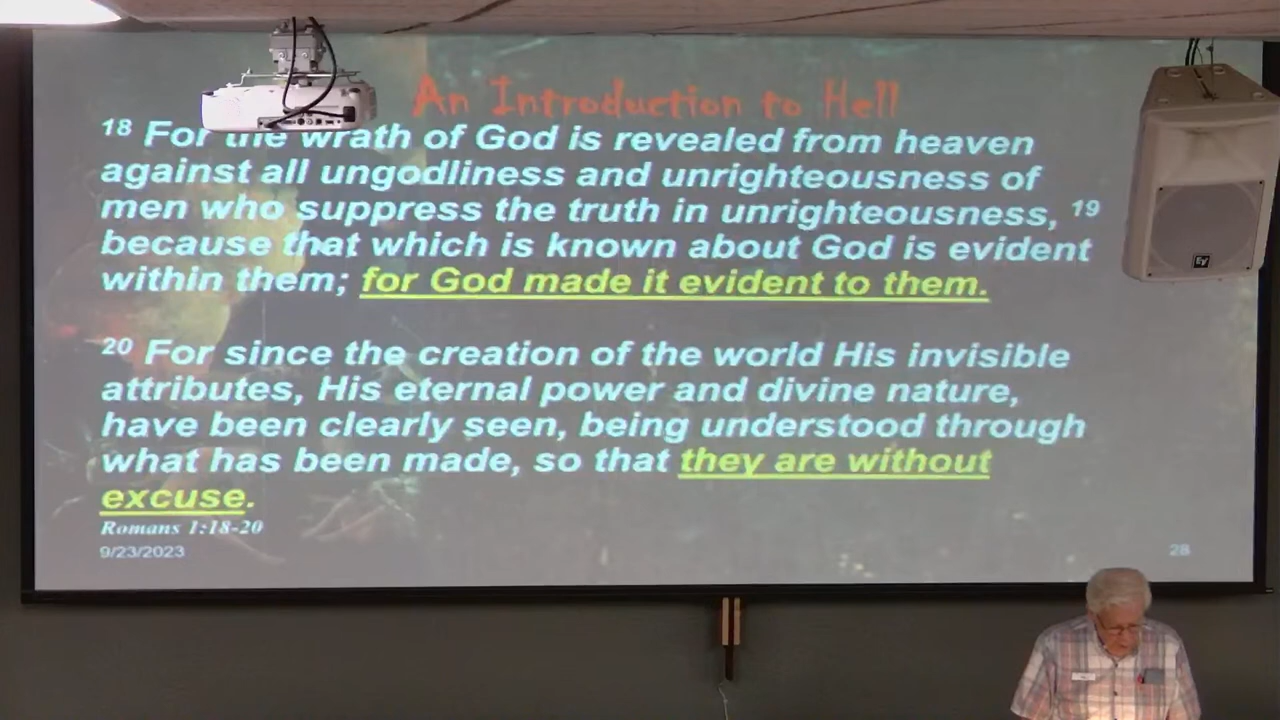 An Introduction to Hell
18 For the wrath of God is revealed from heaven
against all ungodliness and unrighteousness of
men who suppress the truth in unrighteousness, 19
because that which is known about God is evident
within them; for God made it evident to them.
20 For since the creation of the world His invisible
attributes, His eternal power and divine nature,
have been clearly seen, being understood through
what has been made, so that they are without
excuse.
Romans 1:18-20
9/23/2023
28
EV